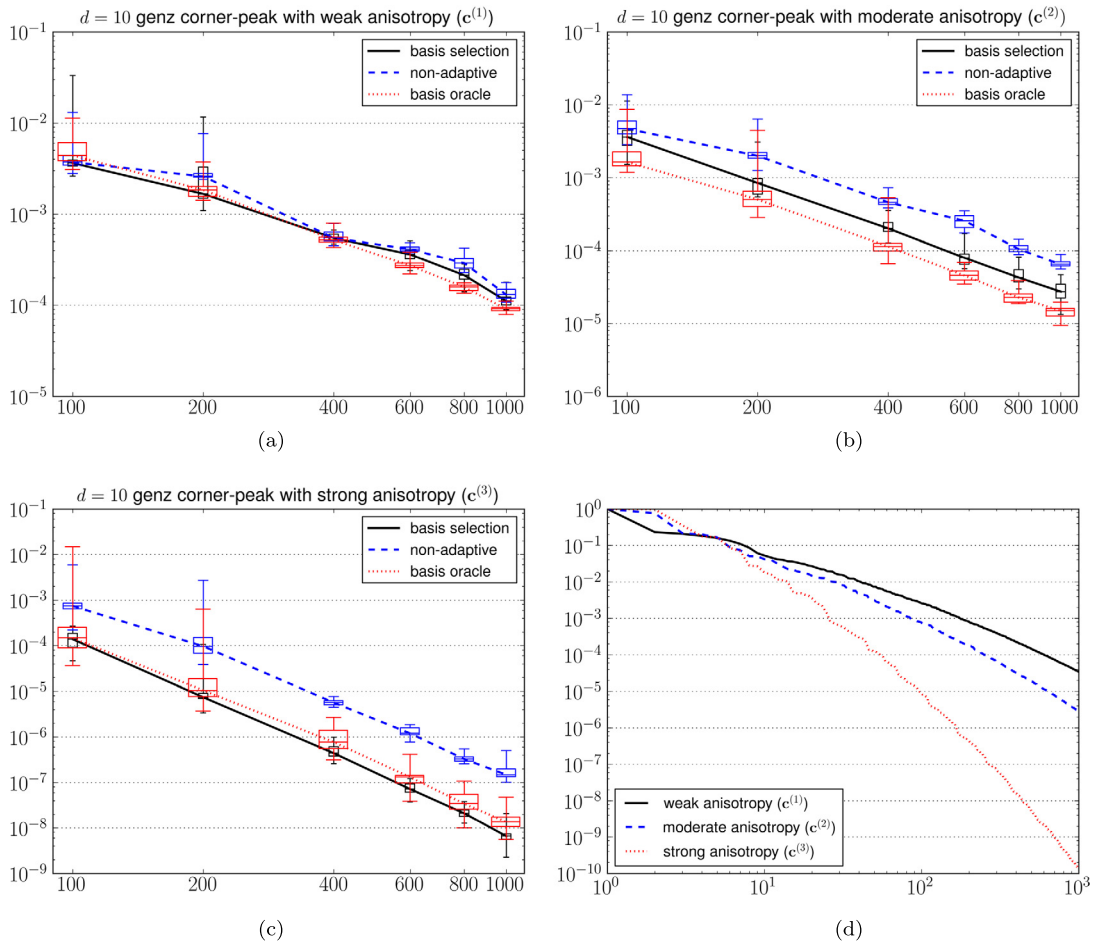 d = 10 genz corner-peak with weak anisotropy (c^(1))
10^-1
10^-2
10^-3
10^-4
10^-5
basis selection
non-adaptive
basis oracle
100 200 400 600 800 1000
(a)
d = 10 genz corner-peak with moderate anisotropy (c^(2))
10^-1
10^-2
10^-3
10^-4
10^-5
10^-6
basis selection
non-adaptive
basis oracle
100 200 400 600 800 1000
(b)
d = 10 genz corner-peak with strong anisotropy (c^(3))
10^-1
10^-2
10^-3
10^-4
10^-5
10^-6
10^-7
10^-8
10^-9
basis selection
non-adaptive
basis oracle
100 200 400 600 800 1000
(c)
10^0
10^-1
10^-2
10^-3
10^-4
10^-5
10^-6
10^-7
10^-8
10^-9
10^-10
weak anisotropy (c^(1))
moderate anisotropy (c^(2))
strong anisotropy (c^(3))
10^0 10^1 10^2 10^3
(d)